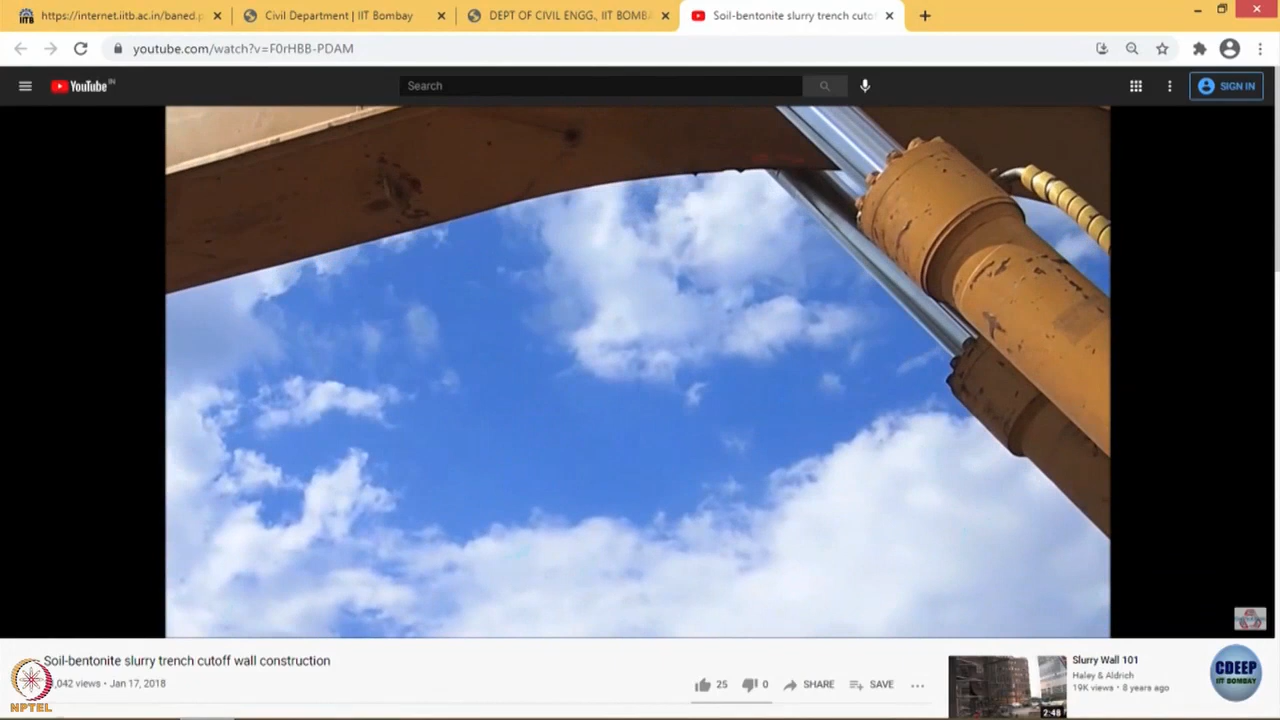 https://internet.iitb.ac.in/baned.p
Civil Department | IIT Bombay
DEPT OF CIVIL ENGG., IIT BOMBA
Soil-bentonite slurry trench cutof
youtube.com/watch?v=F0rHBB-PDAM
YouTube IN
Search
SIGN IN
Soil-bentonite slurry trench cutoff wall construction
,042 views • Jan 17, 2018
25
0
SHARE
SAVE
Slurry Wall 101
Haley & Aldrich
19K views • 8 years ago
2:48
CDEEP
IIT BOMBAY
NPTEL